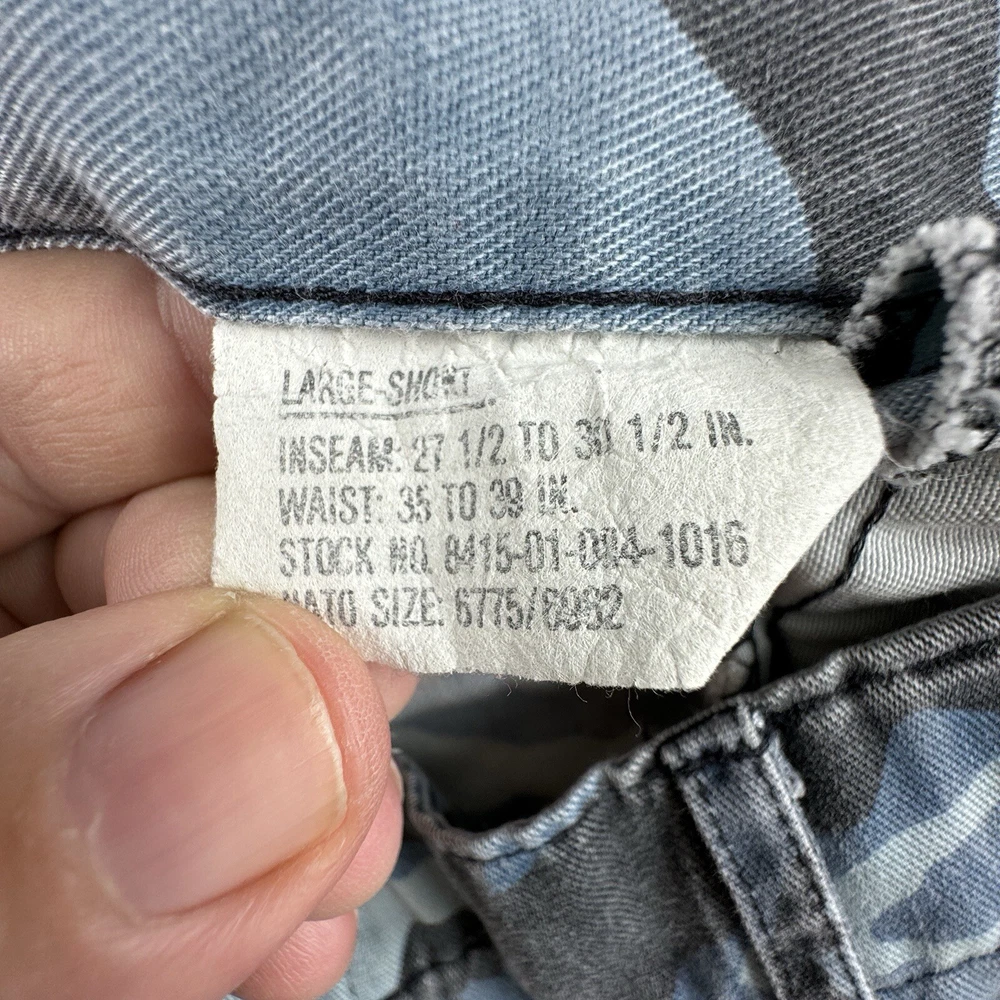 LARGE-SHORT
INSEAM: 27 1/2 TO 30 1/2 IN.
WAIST: 35 TO 39 IN.
STOCK NO. 8415-01-084-1016
NATO SIZE: 6775/8992